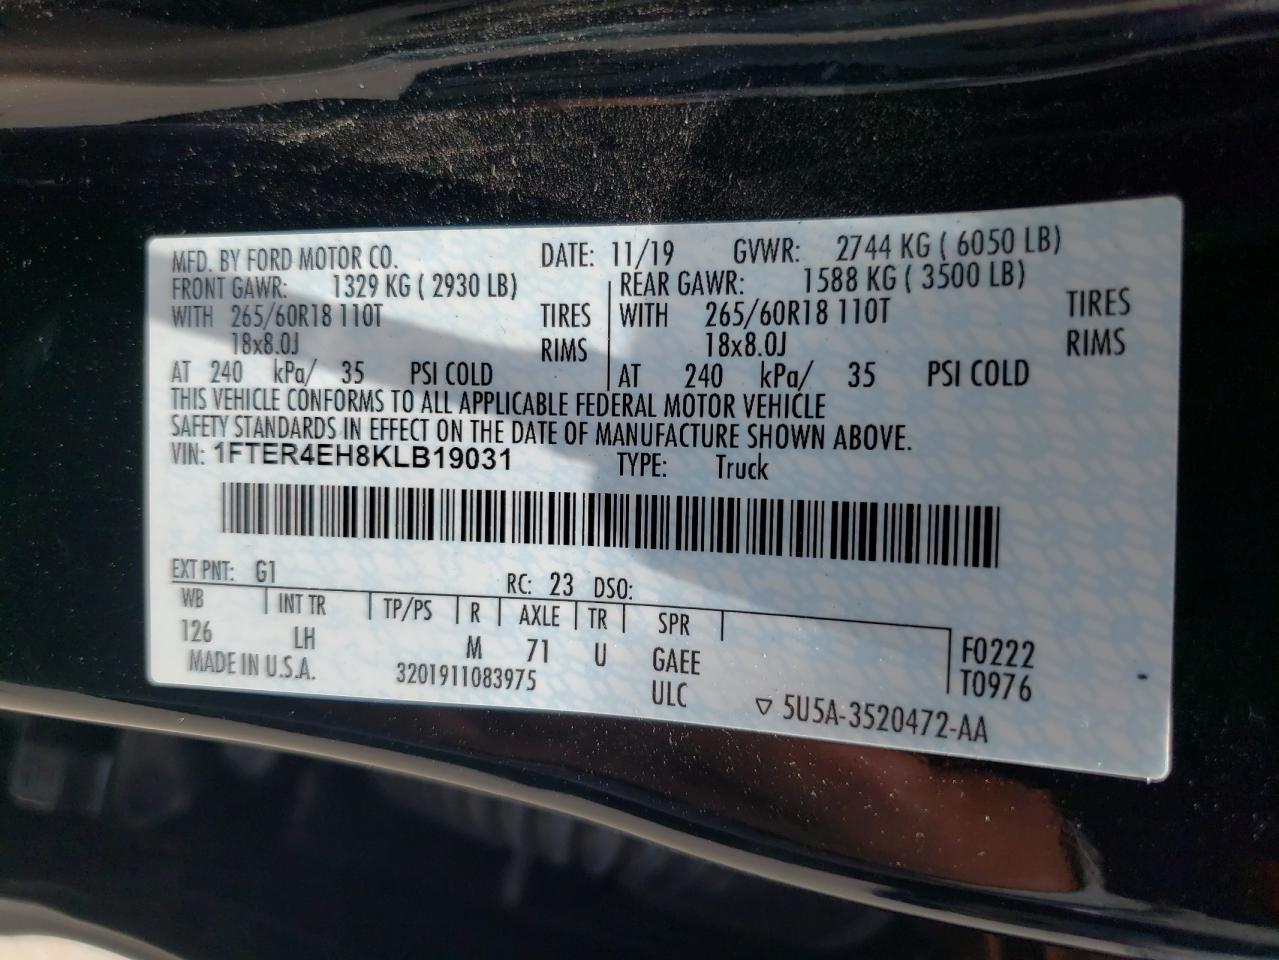 MFD. BY FORD MOTOR CO. DATE: 11/19 GVWR: 2744 KG ( 6050 LB)
FRONT GAWR: 1329 KG ( 2930 LB) REAR GAWR: 1588 KG ( 3500 LB)
WITH 265/60R18 110T TIRES WITH 265/60R18 110T TIRES
18x8.0J RIMS 18x8.0J RIMS
AT 240 kPa/ 35 PSI COLD AT 240 kPa/ 35 PSI COLD
THIS VEHICLE CONFORMS TO ALL APPLICABLE FEDERAL MOTOR VEHICLE
SAFETY STANDARDS IN EFFECT ON THE DATE OF MANUFACTURE SHOWN ABOVE.
VIN: 1FTER4EH8KLB19031 TYPE: Truck
EXT PNT: G1 RC: 23 DSO:
WB INT TR TP/PS R AXLE TR SPR
126 LH M 71 U GAEE F0222
MADE IN U.S.A. 3201911083975 ULC T0976
▽ 5U5A-3520472-AA